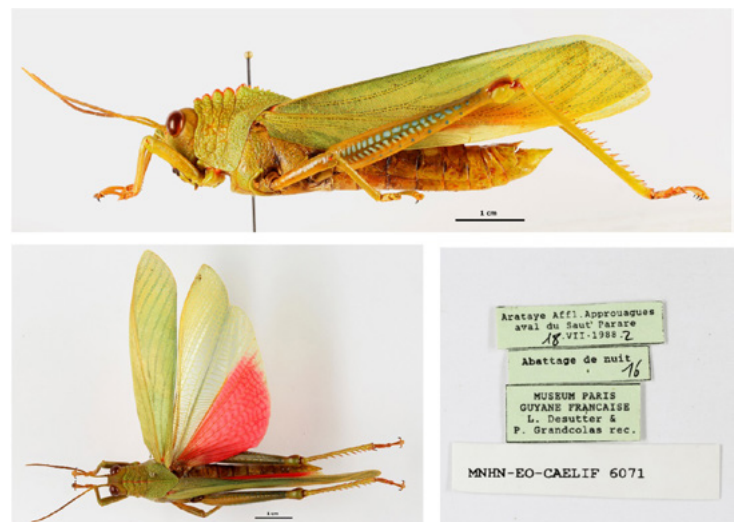 1 cm
1 cm
Arataye Affl.Approuagues
aval du Saut Parare
18.VII-1988.2
Abattage de nuit
16
MUSEUM PARIS
GUYANE FRANCAISE
L. Desutter &
P. Grandcolas rec.
MNHN-EO-CAELIF 6071